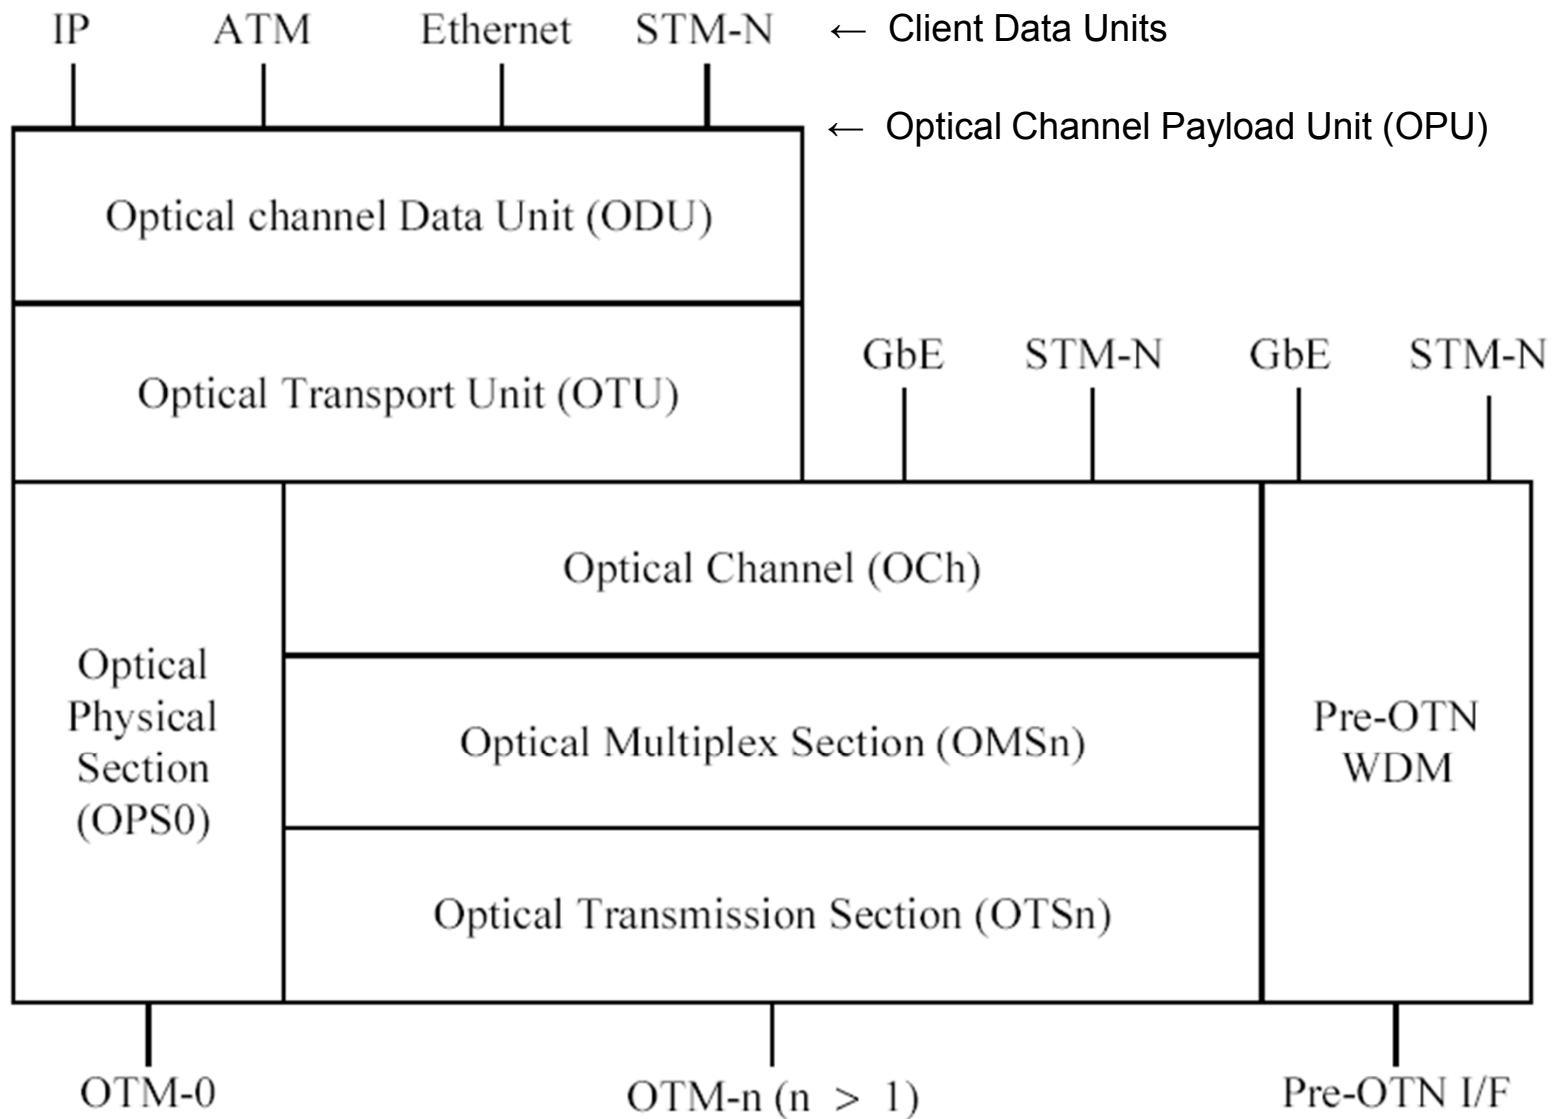 IP ATM Ethernet STM-N ← Client Data Units
← Optical Channel Payload Unit (OPU)
Optical channel Data Unit (ODU)
Optical Transport Unit (OTU)
GbE STM-N GbE STM-N
Optical Channel (OCh)
Optical
Physical
Section
(OPS0)
Optical Multiplex Section (OMSn)
Pre-OTN
WDM
Optical Transmission Section (OTSn)
OTM-0 OTM-n (n > 1) Pre-OTN I/F